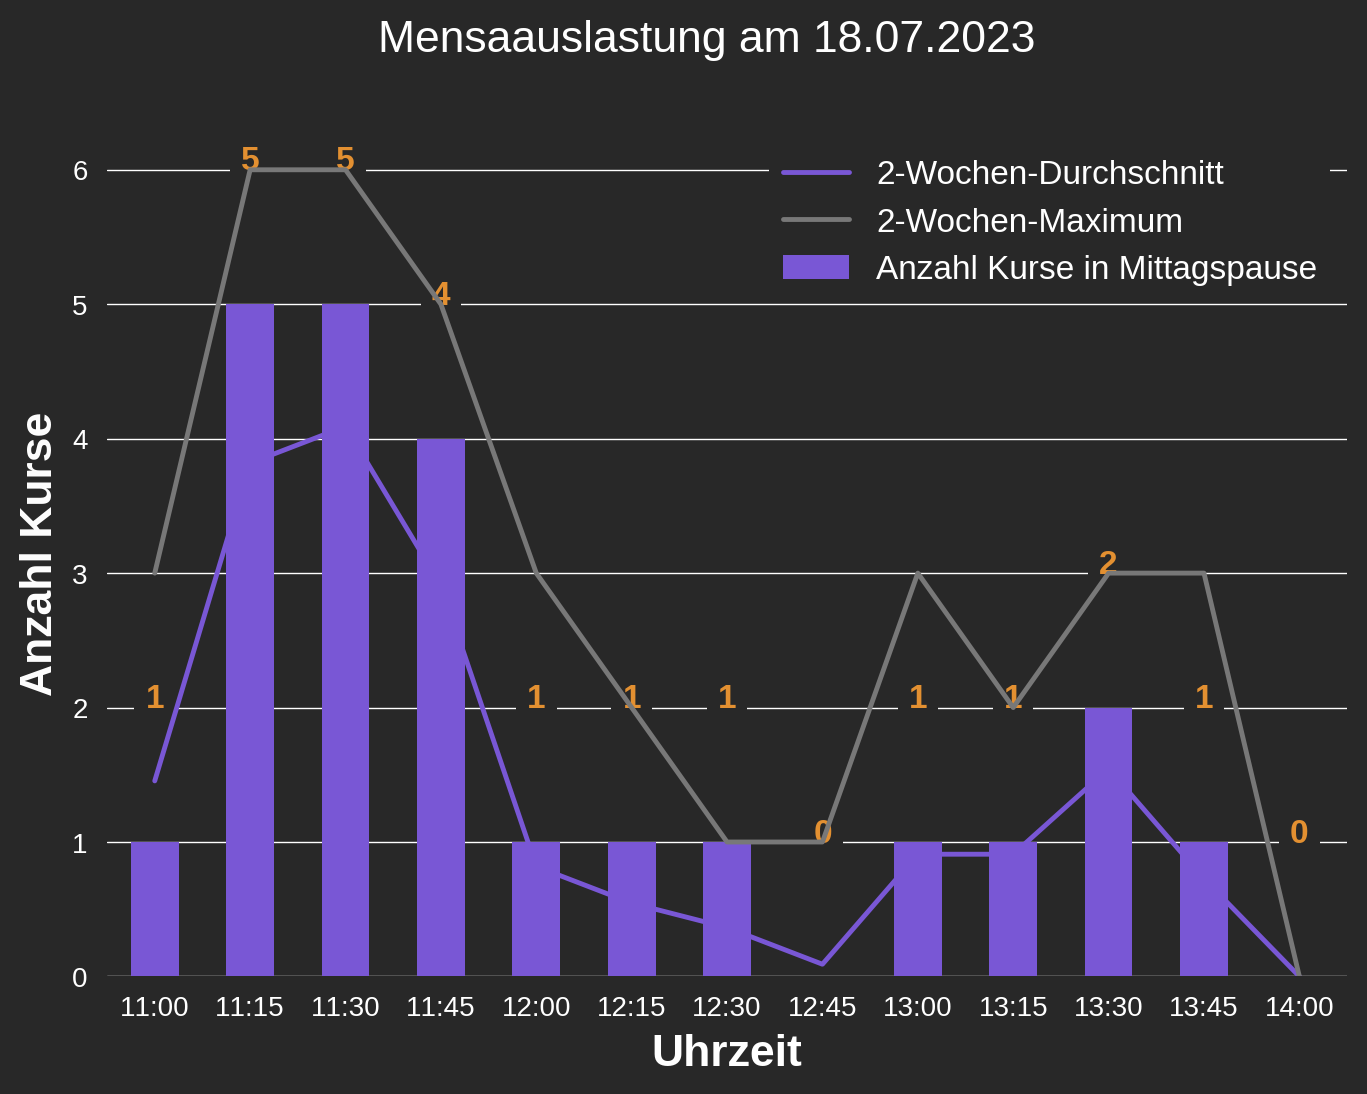 Mensaauslastung am 18.07.2023
2-Wochen-Durchschnitt
2-Wochen-Maximum
Anzahl Kurse in Mittagspause
Anzahl Kurse
6
5
4
3
2
1
0
5 5
4
2
1 1 1 1 1 1 1
0 0
11:00 11:15 11:30 11:45 12:00 12:15 12:30 12:45 13:00 13:15 13:30 13:45 14:00
Uhrzeit